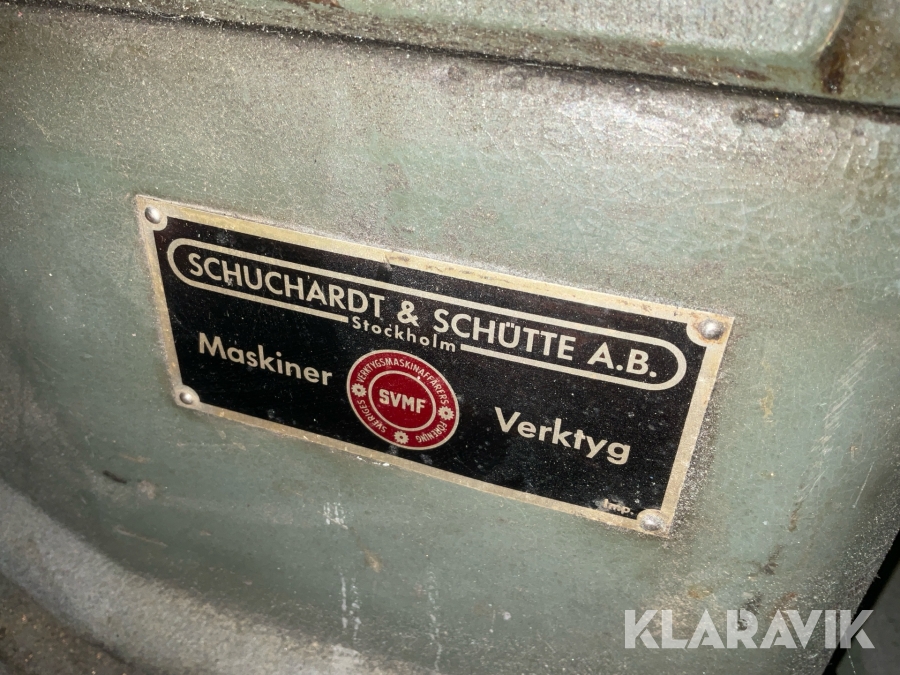 SCHUCHARDT & SCHÜTTE A.B.
Stockholm
Maskiner
SVERIGES VERKTYGSMASKINAFFÄRERS FÖRENING
SVMF
Verktyg
Imp.
KLARAVIK